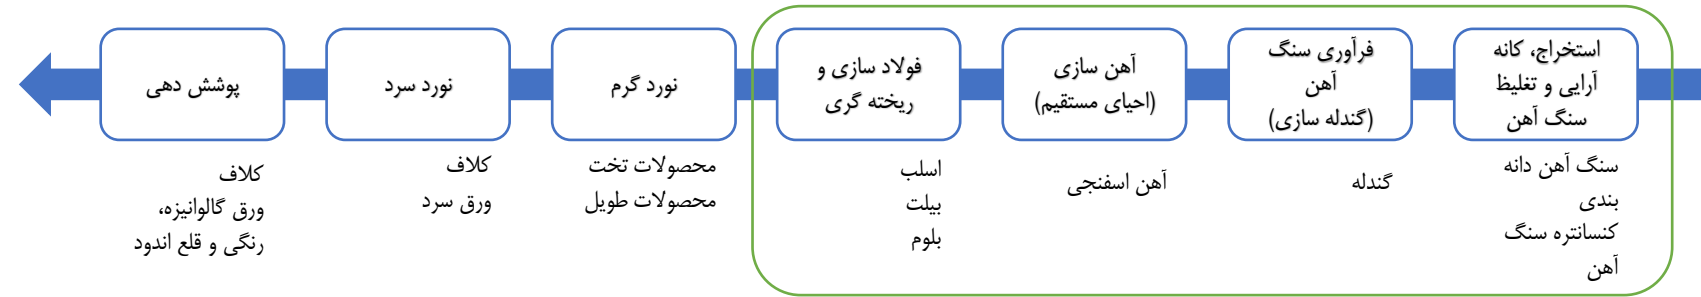 استخراج، کانه
آرایی و تغلیظ
سنگ آهن
فرآوری سنگ
آهن
(گندله سازی)
آهن سازی
(احیای مستقیم)
فولاد سازی و
ریخته گری
نورد گرم
نورد سرد
پوشش دهی
سنگ آهن دانه
بندی
کنسانتره سنگ
آهن
گندله
آهن اسفنجی
اسلب
بیلت
بلوم
محصولات تخت
محصولات طویل
کلاف
ورق سرد
کلاف
ورق گالوانیزه،
رنگی و قلع اندود